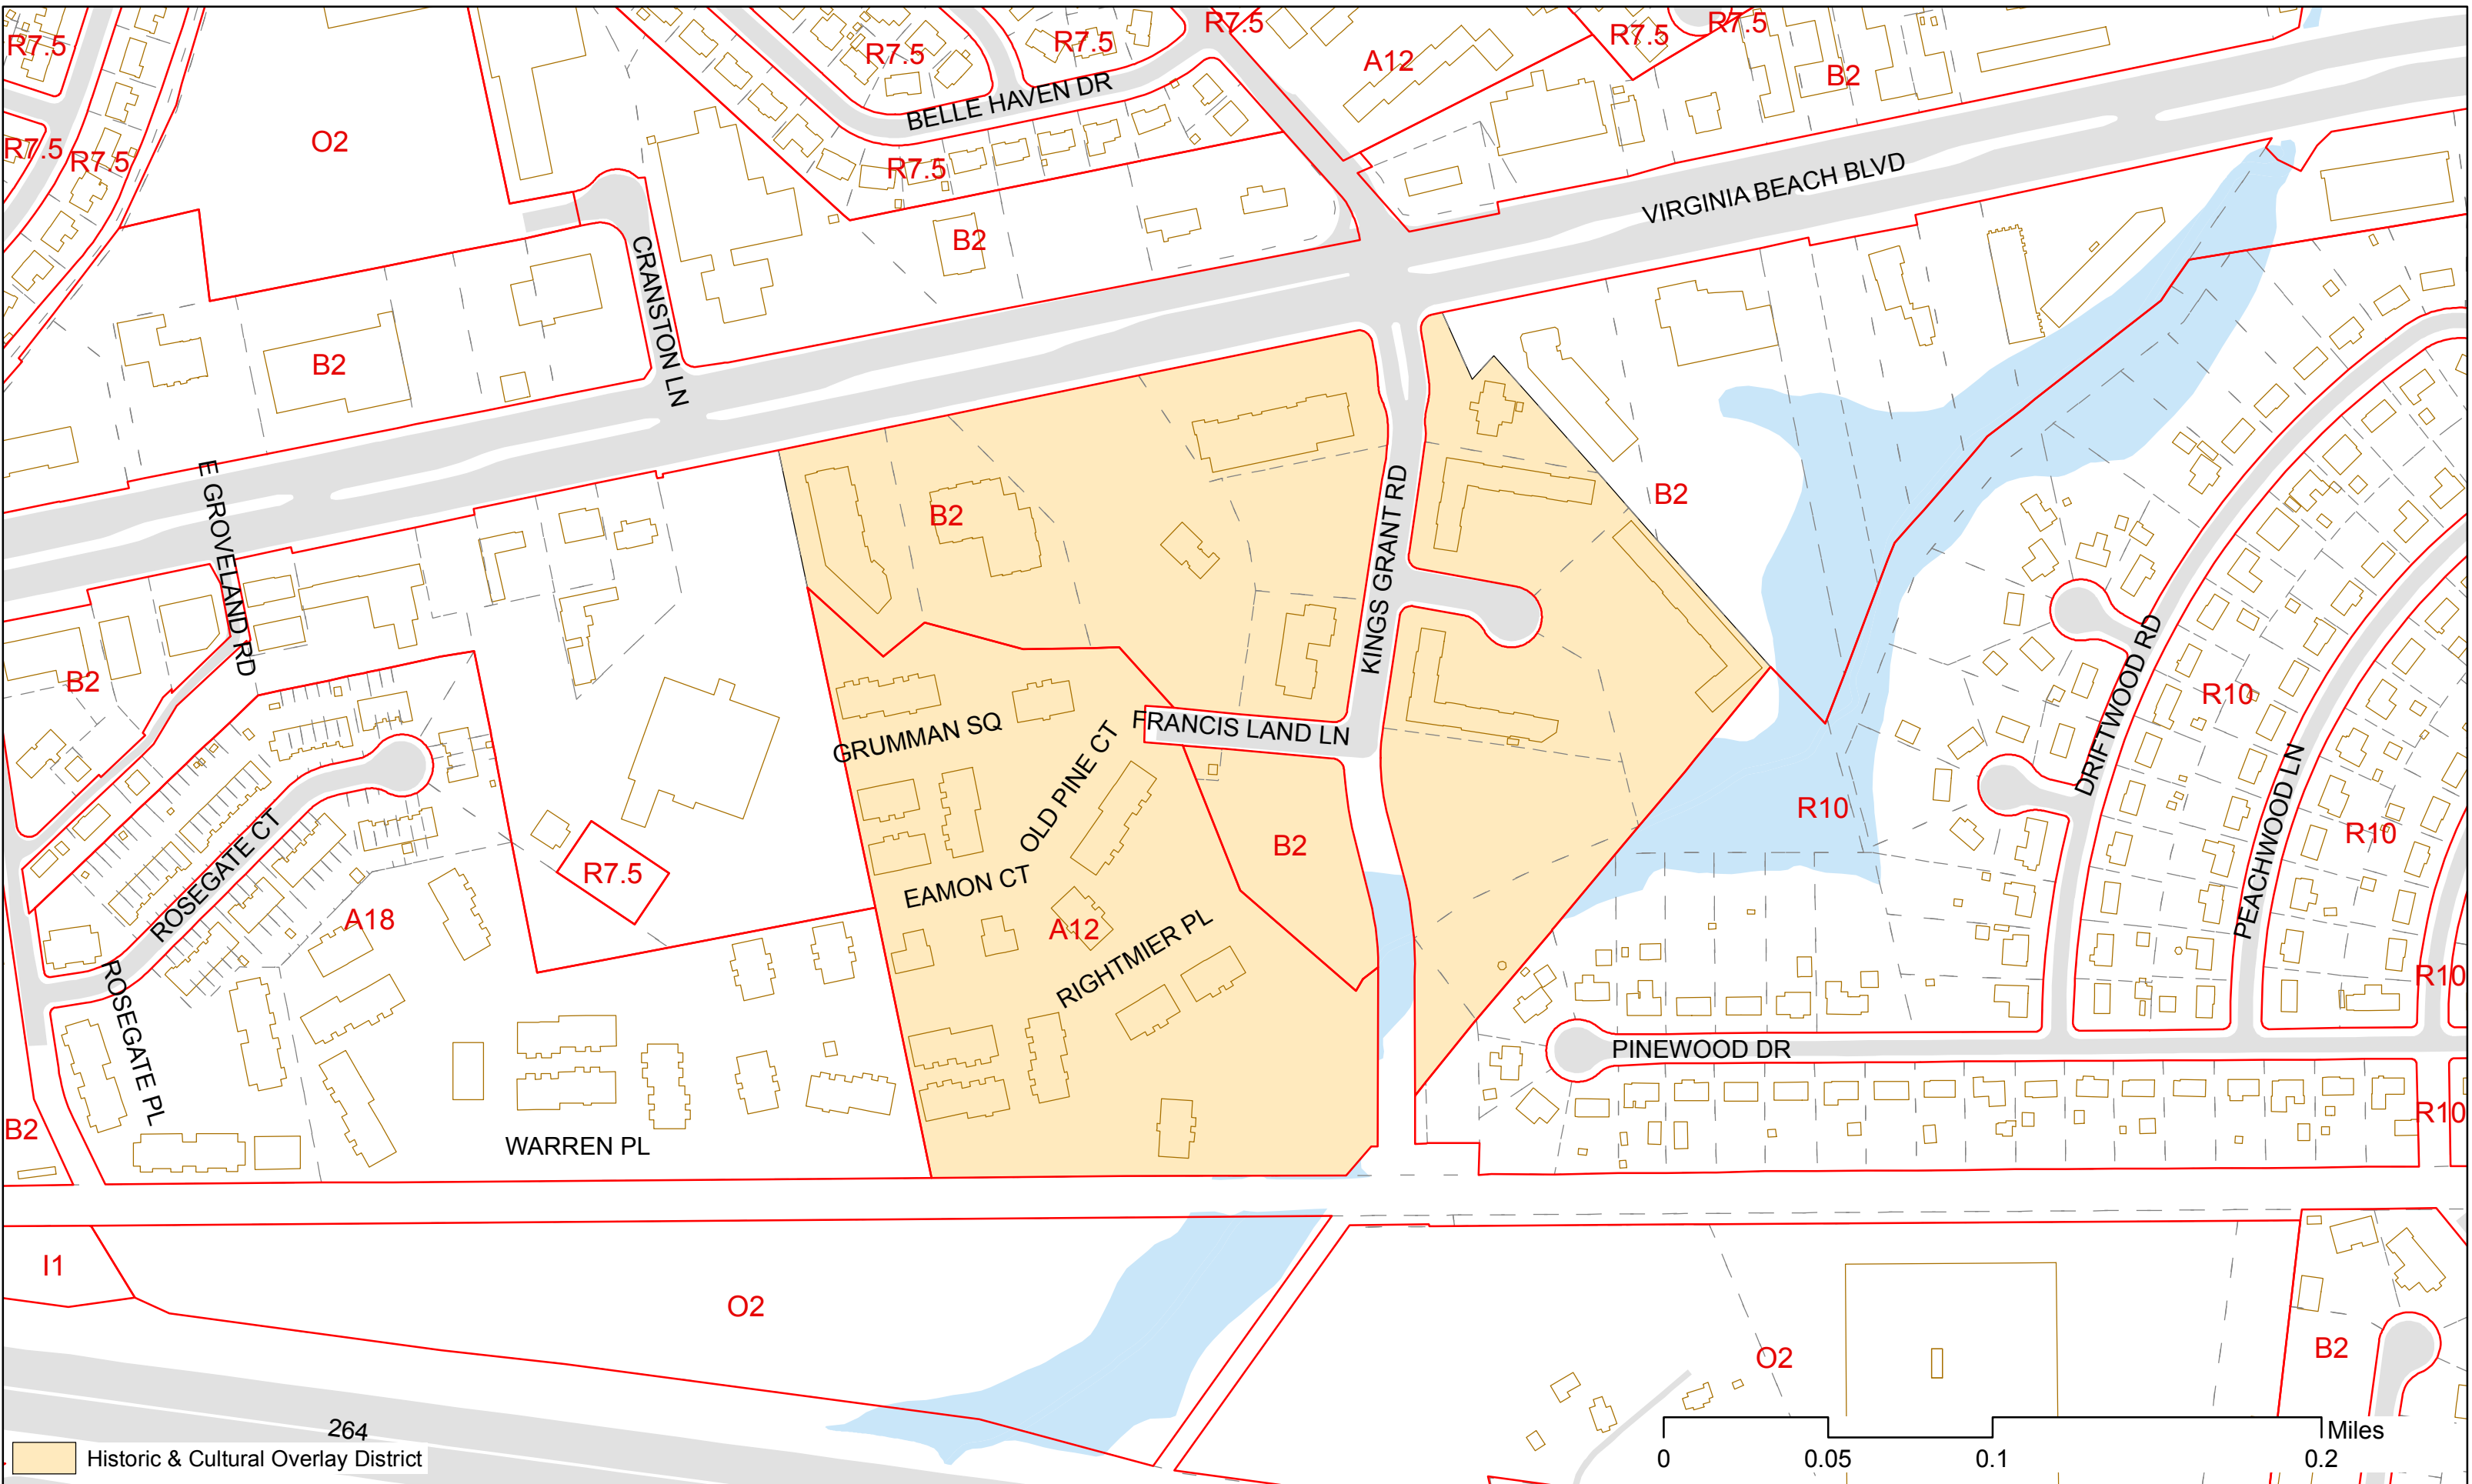 R7.5
R7.5
R7.5
R7.5
R7.5
R7.5
R7.5
A12
B2
O2
BELLE HAVEN DR
R7.5
R7.5
VIRGINIA BEACH BLVD
B2
CRANSTON LN
B2
E GROVELAND RD
B2
B2
KINGS GRANT RD
B2
GRUMMAN SQ
OLD PINE CT
FRANCIS LAND LN
DRIFTWOOD RD
R10
PEACHWOOD LN
R10
R10
B2
ROSEGATE CT
R7.5
EAMON CT
A18
A12
RIGHTMIER PL
R10
ROSEGATE PL
PINEWOOD DR
B2
R10
WARREN PL
I1
O2
O2
B2
264
Historic & Cultural Overlay District
Miles
0 0.05 0.1 0.2